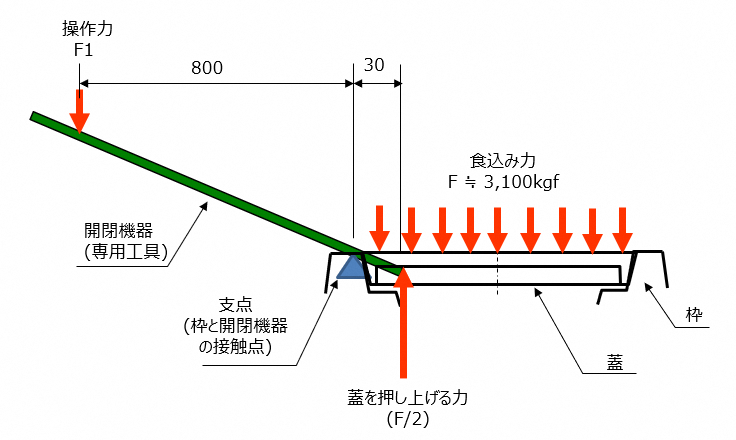 操作力
F1
800
30
食込み力
F ≒ 3,100kgf
開閉機器
(専用工具)
支点
(枠と開閉機器
の接触点)
枠
蓋
蓋を押し上げる力
(F/2)